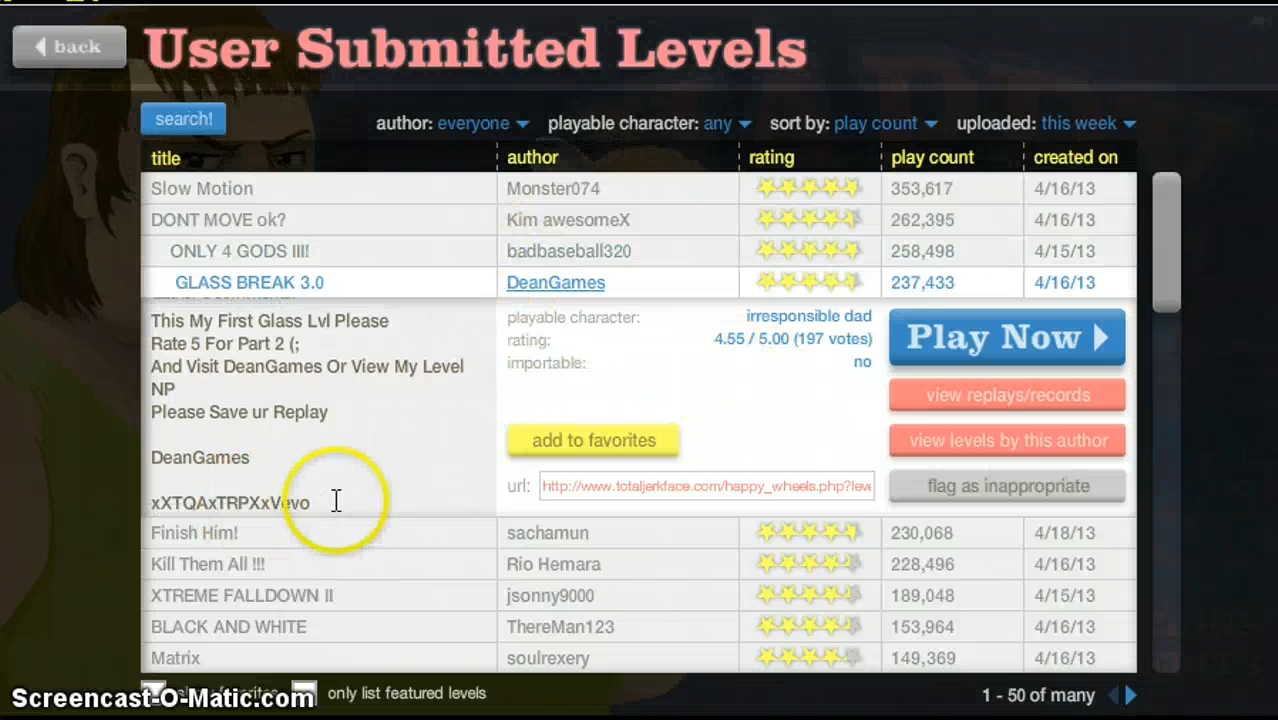 back
User Submitted Levels
search!
author: everyone
playable character: any
sort by: play count
uploaded: this week
title author rating play count created on
Slow Motion Monster074 353,617 4/16/13
DONT MOVE ok? Kim awesomeX 262,395 4/16/13
ONLY 4 GODS IIII! badbaseball320 258,498 4/15/13
GLASS BREAK 3.0 DeanGames 237,433 4/16/13
This My First Glass Lvl Please
Rate 5 For Part 2 (;
And Visit DeanGames Or View My Level
NP
Please Save ur Replay
DeanGames
xXTQAxTRPXxVevo
playable character: irresponsible dad
rating: 4.55 / 5.00 (197 votes)
importable: no
add to favorites
url: http://www.totaljerkface.com/happy_wheels.php?leve
Play Now
view replays/records
view levels by this author
flag as inappropriate
Finish Him! sachamun 230,068 4/18/13
Kill Them All !!! Rio Hemara 228,496 4/16/13
XTREME FALLDOWN II jsonny9000 189,048 4/15/13
BLACK AND WHITE ThereMan123 153,964 4/16/13
Matrix soulrexery 149,369 4/16/13
only list featured levels
1 - 50 of many
Screencast-O-Matic.com